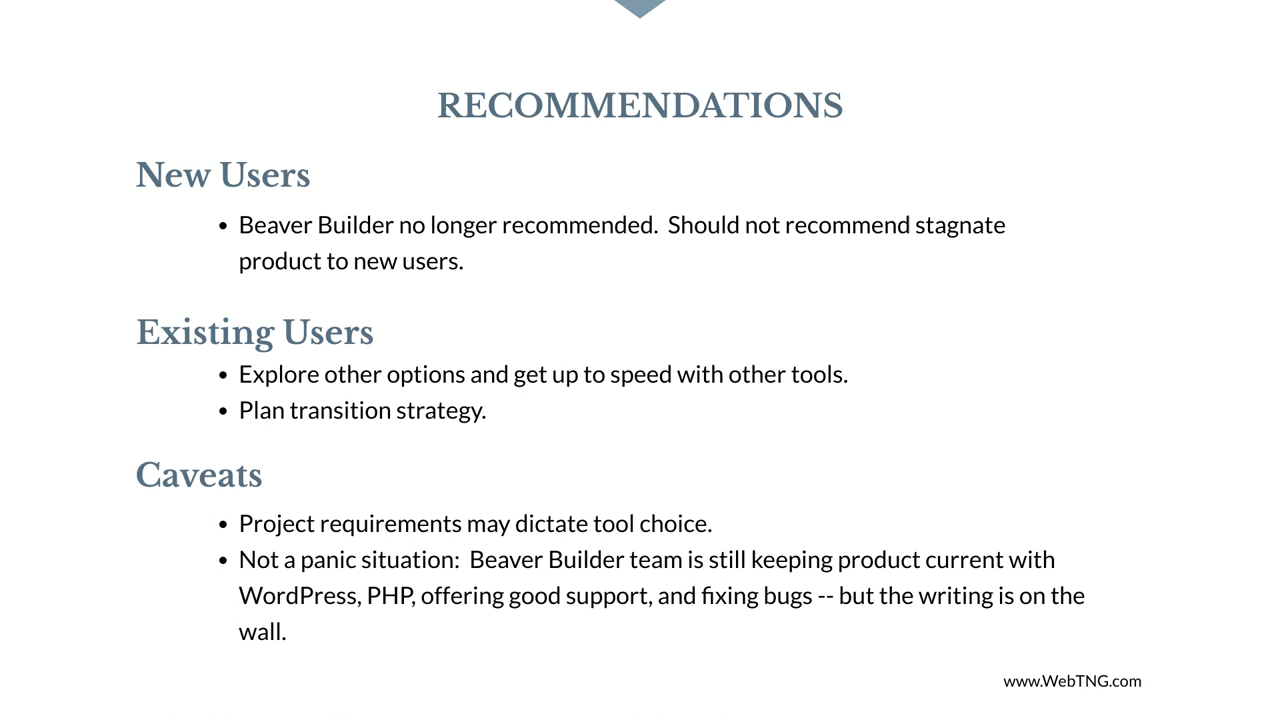 RECOMMENDATIONS
New Users
• Beaver Builder no longer recommended.  Should not recommend stagnate
product to new users.
Existing Users
• Explore other options and get up to speed with other tools.
• Plan transition strategy.
Caveats
• Project requirements may dictate tool choice.
• Not a panic situation:  Beaver Builder team is still keeping product current with
WordPress, PHP, offering good support, and fixing bugs -- but the writing is on the
wall.
www.WebTNG.com